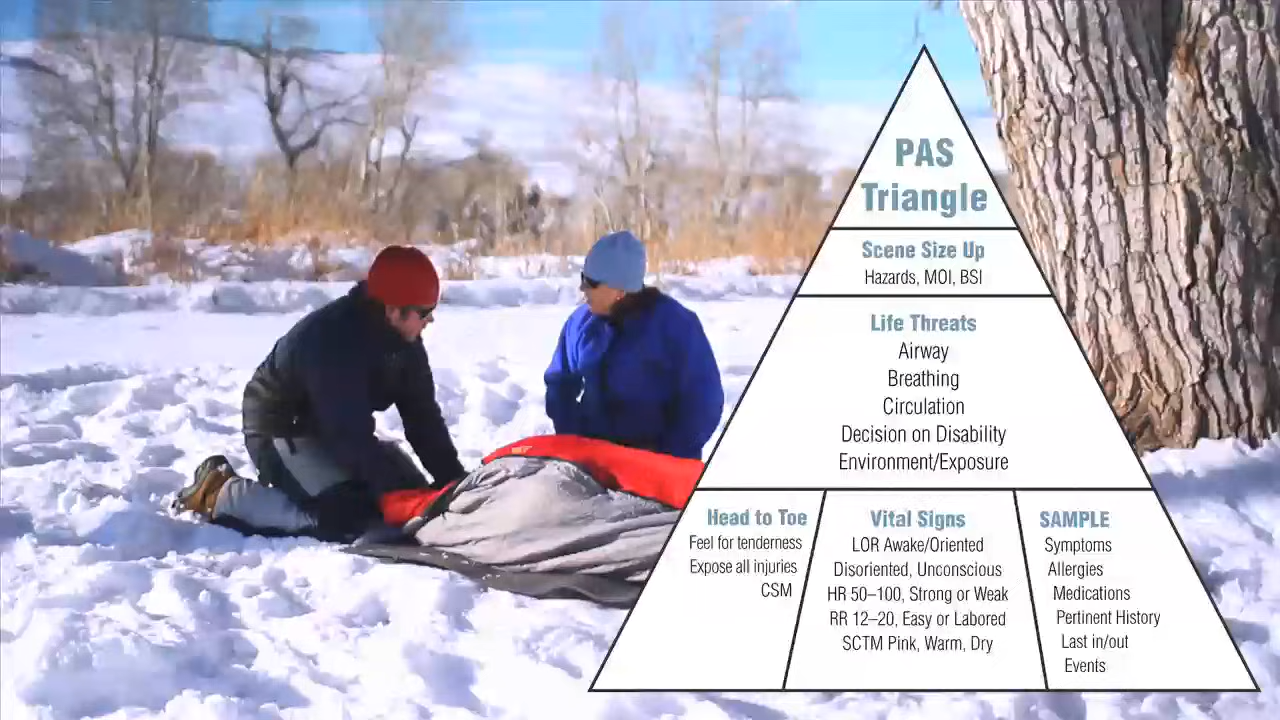 PAS
Triangle
Scene Size Up
Hazards, MOI, BSI
Life Threats
Airway
Breathing
Circulation
Decision on Disability
Environment/Exposure
Head to Toe
Feel for tenderness
Expose all injuries
CSM
Vital Signs
LOR Awake/Oriented
Disoriented, Unconscious
HR 50–100, Strong or Weak
RR 12–20, Easy or Labored
SCTM Pink, Warm, Dry
SAMPLE
Symptoms
Allergies
Medications
Pertinent History
Last in/out
Events